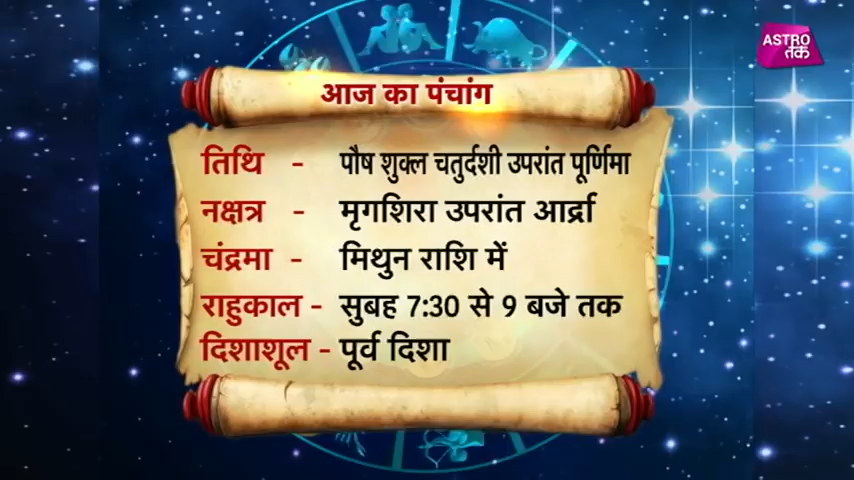 ASTRO
तक
आज का पंचांग
तिथि - पौष शुक्ल चतुर्दशी उपरांत पूर्णिमा
नक्षत्र - मृगशिरा उपरांत आर्द्रा
चंद्रमा - मिथुन राशि में
राहुकाल - सुबह 7:30 से 9 बजे तक
दिशाशूल - पूर्व दिशा